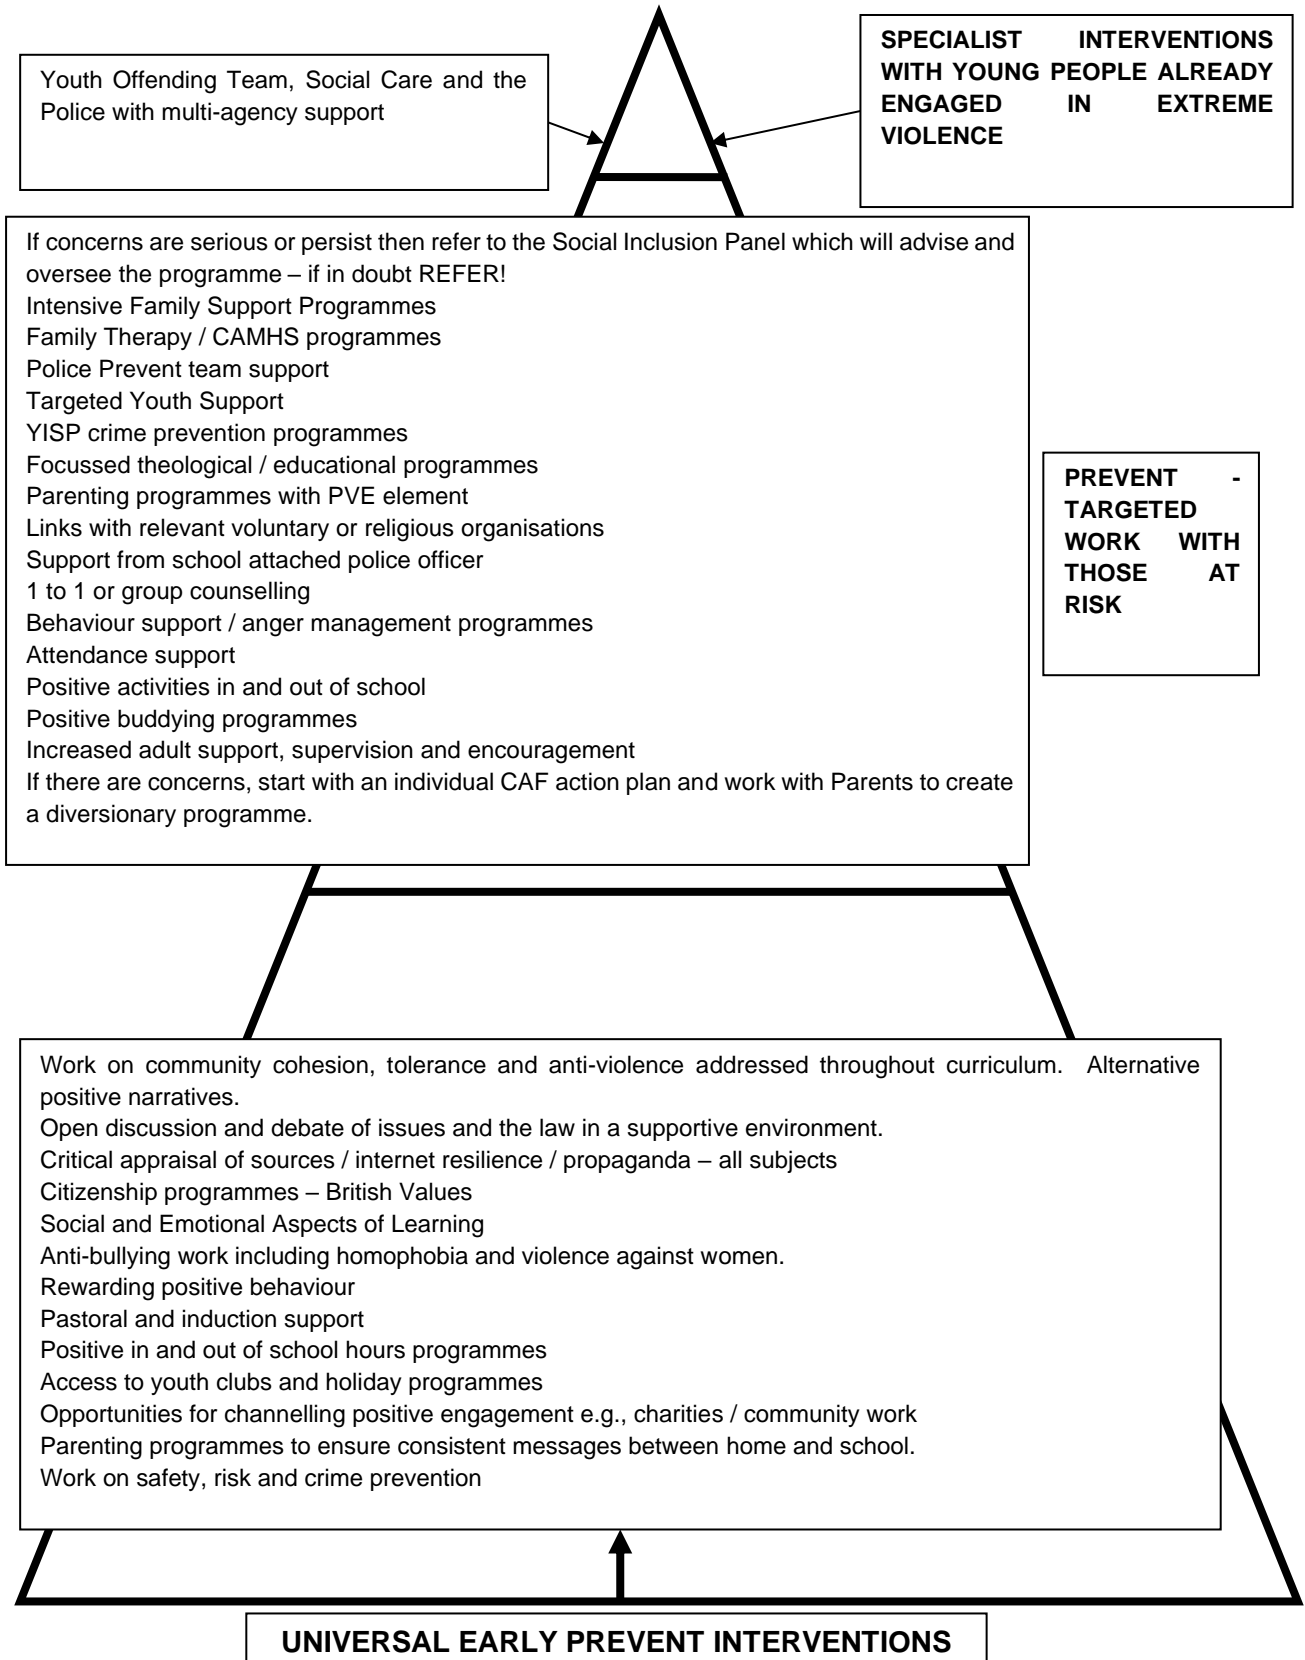 Youth Offending Team, Social Care and the
Police with multi-agency support
SPECIALIST INTERVENTIONS
WITH YOUNG PEOPLE ALREADY
ENGAGED IN EXTREME
VIOLENCE
If concerns are serious or persist then refer to the Social Inclusion Panel which will advise and
oversee the programme – if in doubt REFER!
Intensive Family Support Programmes
Family Therapy / CAMHS programmes
Police Prevent team support
Targeted Youth Support
YISP crime prevention programmes
Focussed theological / educational programmes
Parenting programmes with PVE element
Links with relevant voluntary or religious organisations
Support from school attached police officer
1 to 1 or group counselling
Behaviour support / anger management programmes
Attendance support
Positive activities in and out of school
Positive buddying programmes
Increased adult support, supervision and encouragement
If there are concerns, start with an individual CAF action plan and work with Parents to create
a diversionary programme.
PREVENT -
TARGETED
WORK WITH
THOSE AT
RISK
Work on community cohesion, tolerance and anti-violence addressed throughout curriculum. Alternative
positive narratives.
Open discussion and debate of issues and the law in a supportive environment.
Critical appraisal of sources / internet resilience / propaganda – all subjects
Citizenship programmes – British Values
Social and Emotional Aspects of Learning
Anti-bullying work including homophobia and violence against women.
Rewarding positive behaviour
Pastoral and induction support
Positive in and out of school hours programmes
Access to youth clubs and holiday programmes
Opportunities for channelling positive engagement e.g., charities / community work
Parenting programmes to ensure consistent messages between home and school.
Work on safety, risk and crime prevention
UNIVERSAL EARLY PREVENT INTERVENTIONS